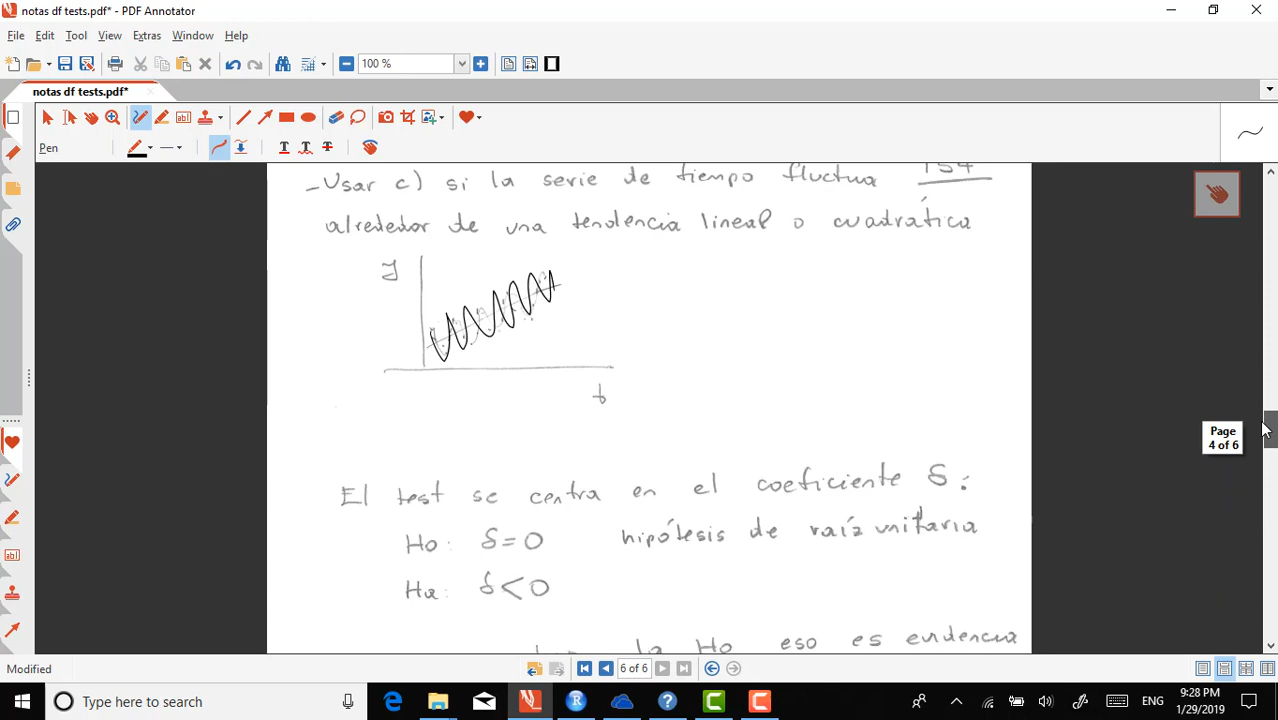 notas df tests.pdf* - PDF Annotator
File Edit Tool View Extras Window Help
100 %
notas df tests.pdf*
Pen
-Usar c) si la serie de tiempo fluctua 154
alrededor de una tendencia lineal o cuadrática
y
t
El test se centra en el coeficiente δ:
Ho: δ=0 hipótesis de raíz unitaria
Ha: δ<0
la Ho eso es evidencia
Page
4 of 6
Modified
6 of 6
Type here to search
ENG
9:28 PM
1/29/2019